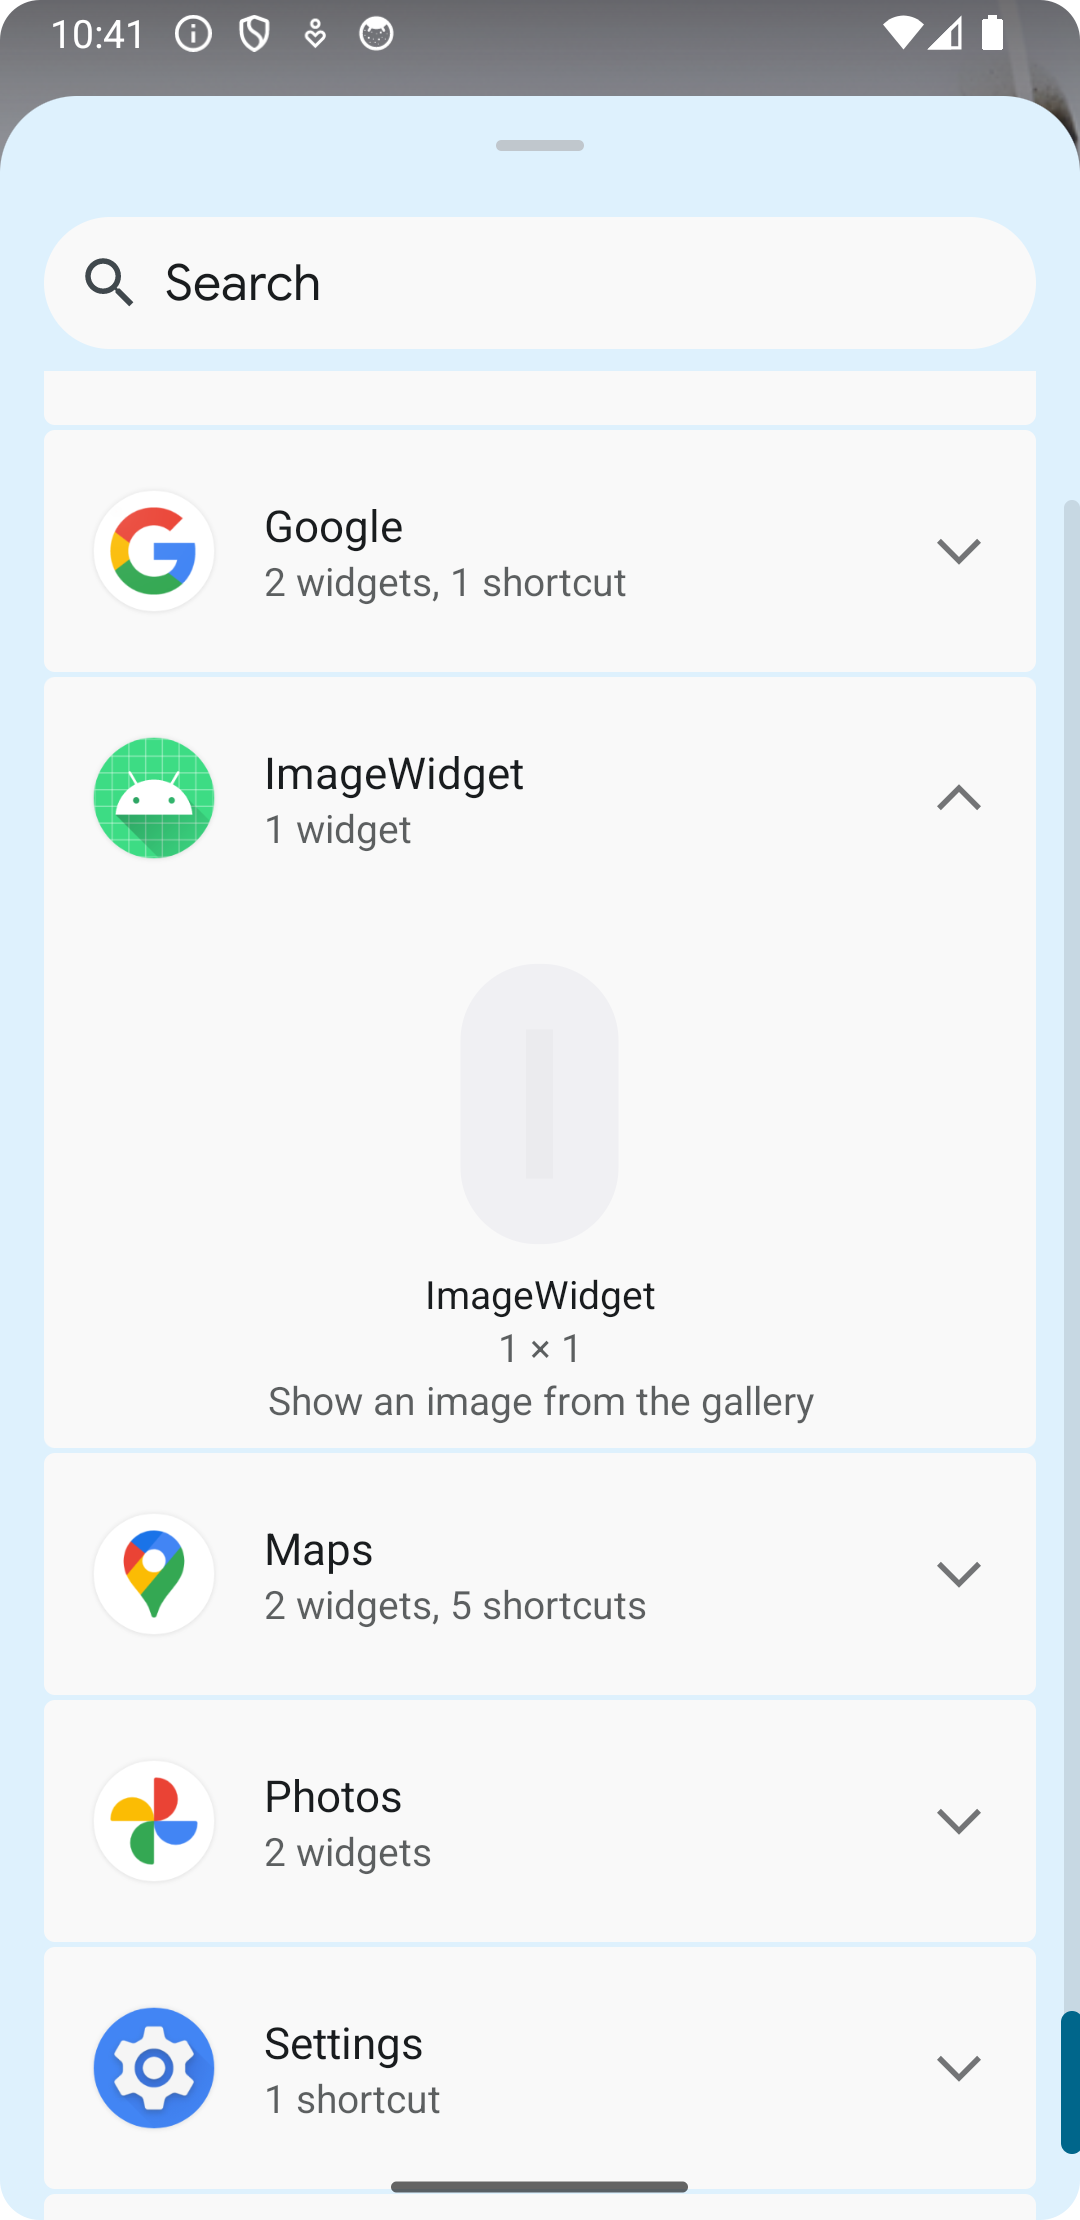 10:41
Search
Google
2 widgets, 1 shortcut
ImageWidget
1 widget
ImageWidget
1 × 1
Show an image from the gallery
Maps
2 widgets, 5 shortcuts
Photos
2 widgets
Settings
1 shortcut